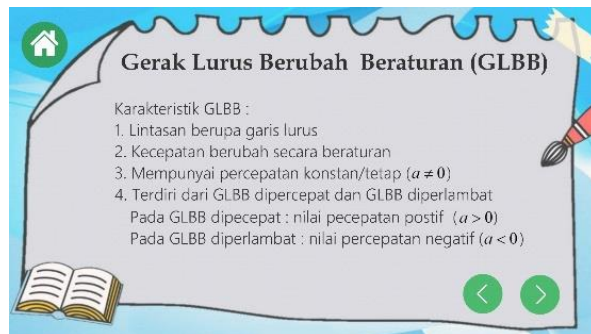 Gerak Lurus Berubah Beraturan (GLBB)
Karakteristik GLBB :
1. Lintasan berupa garis lurus
2. Kecepatan berubah secara beraturan
3. Mempunyai percepatan konstan/tetap (a ≠ 0)
4. Terdiri dari GLBB dipercepat dan GLBB diperlambat
Pada GLBB dipecepat : nilai pecepatan postif (a > 0)
Pada GLBB diperlambat : nilai percepatan negatif (a < 0)